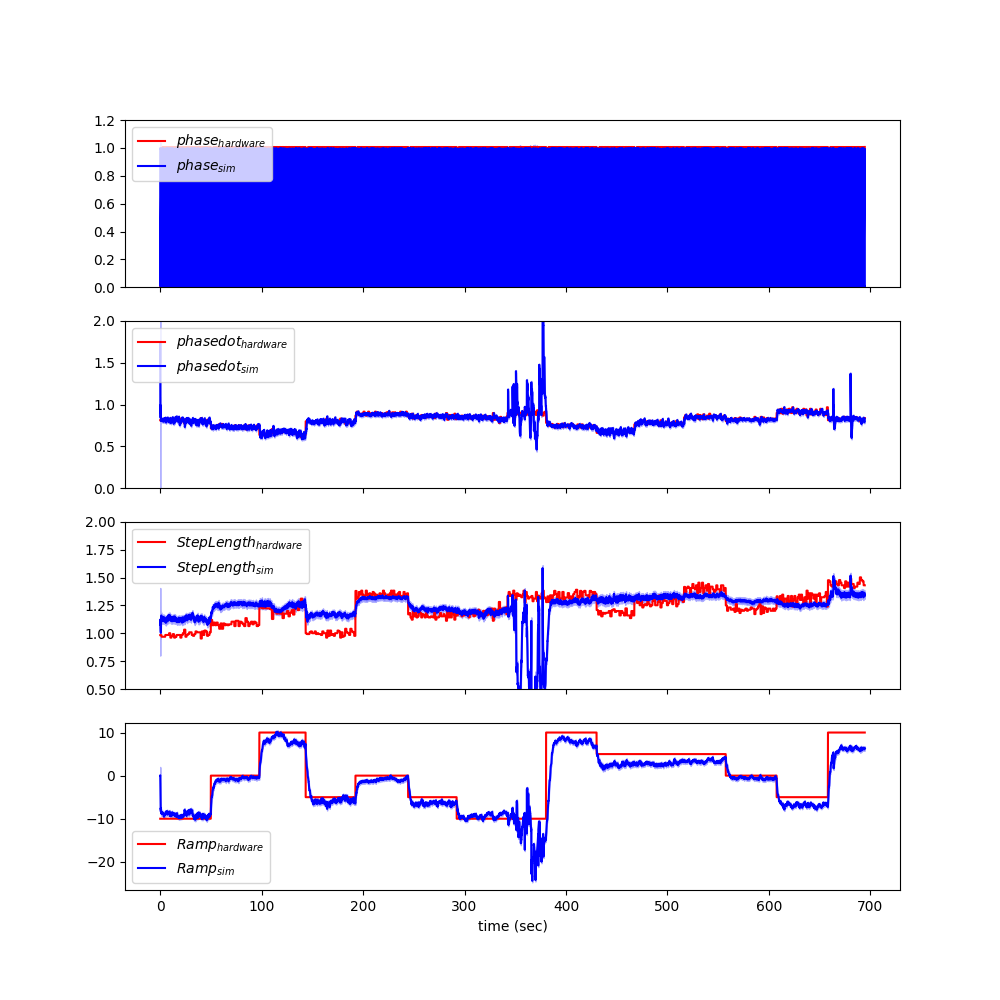 1.2
1.0
0.8
0.6
0.4
0.2
0.0
phase_hardware
phase_sim
2.0
1.5
1.0
0.5
0.0
phasedot_hardware
phasedot_sim
2.00
1.75
1.50
1.25
1.00
0.75
0.50
StepLength_hardware
StepLength_sim
10
0
−10
−20
Ramp_hardware
Ramp_sim
0 100 200 300 400 500 600 700
time (sec)